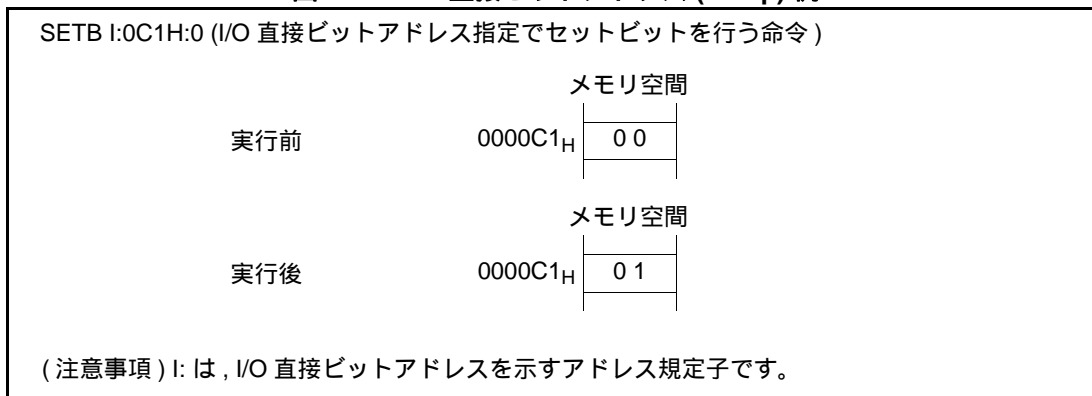 SETB I:0C1H:0 (I/O 直接ビットアドレス指定でセットビットを行う命令 )
メモリ空間
実行前 0000C1H 0 0
メモリ空間
実行後 0000C1H 0 1
( 注意事項 ) I: は , I/O 直接ビットアドレスを示すアドレス規定子です。